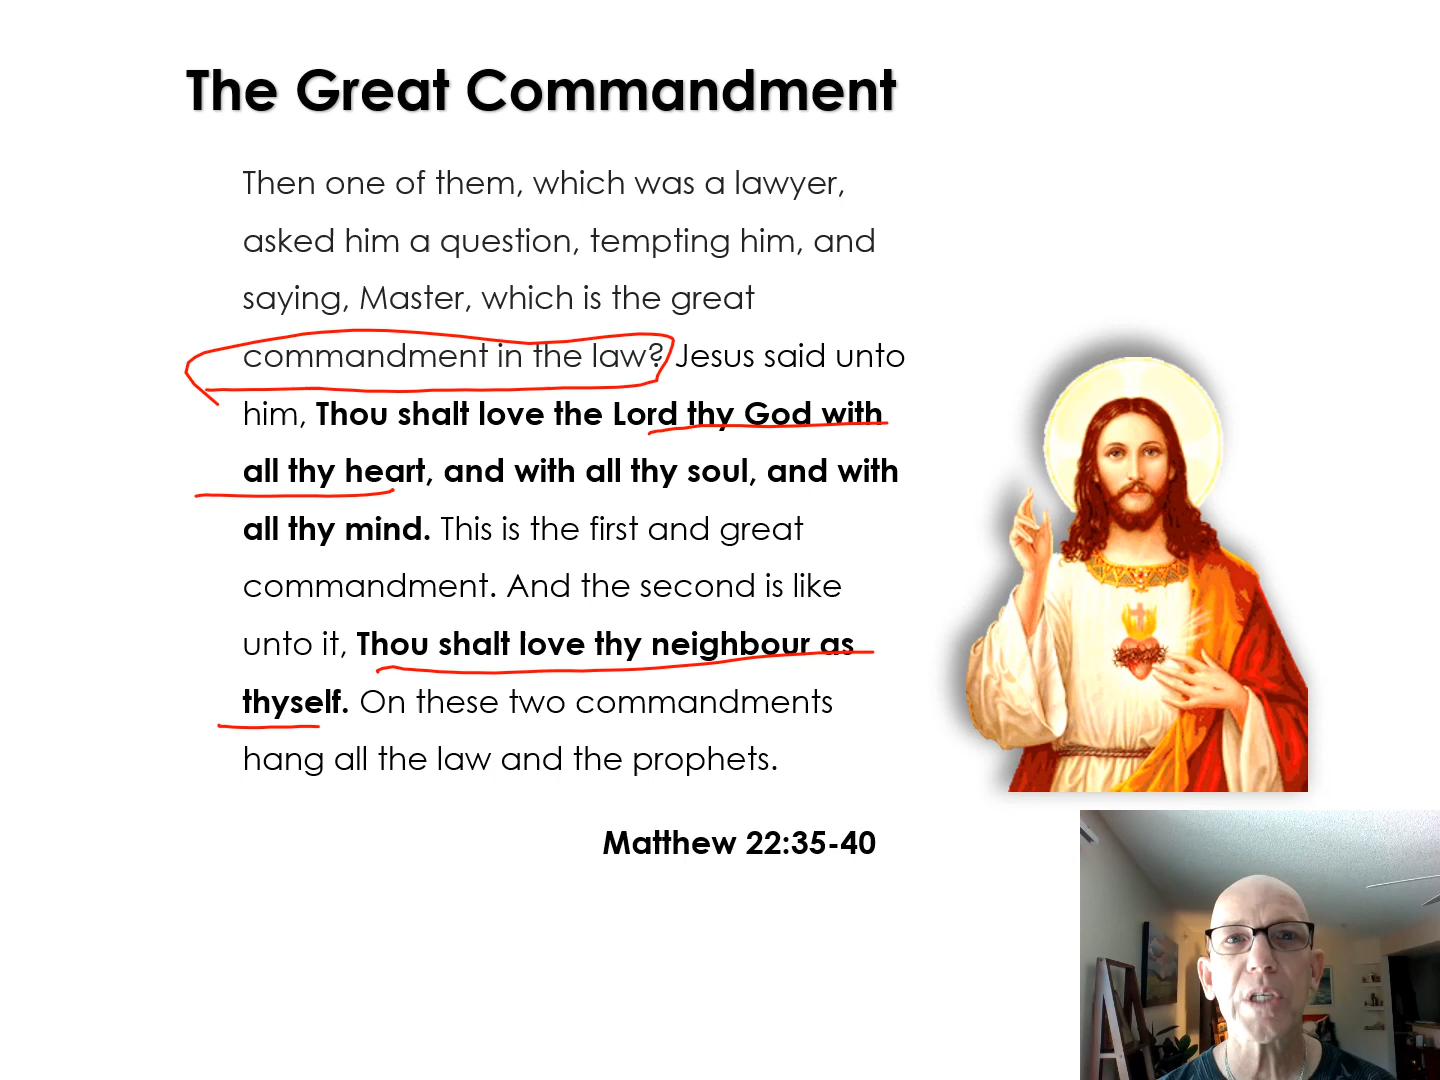 The Great Commandment
Then one of them, which was a lawyer,
asked him a question, tempting him, and
saying, Master, which is the great
commandment in the law? Jesus said unto
him, Thou shalt love the Lord thy God with
all thy heart, and with all thy soul, and with
all thy mind. This is the first and great
commandment. And the second is like
unto it, Thou shalt love thy neighbour as
thyself. On these two commandments
hang all the law and the prophets.
Matthew 22:35-40